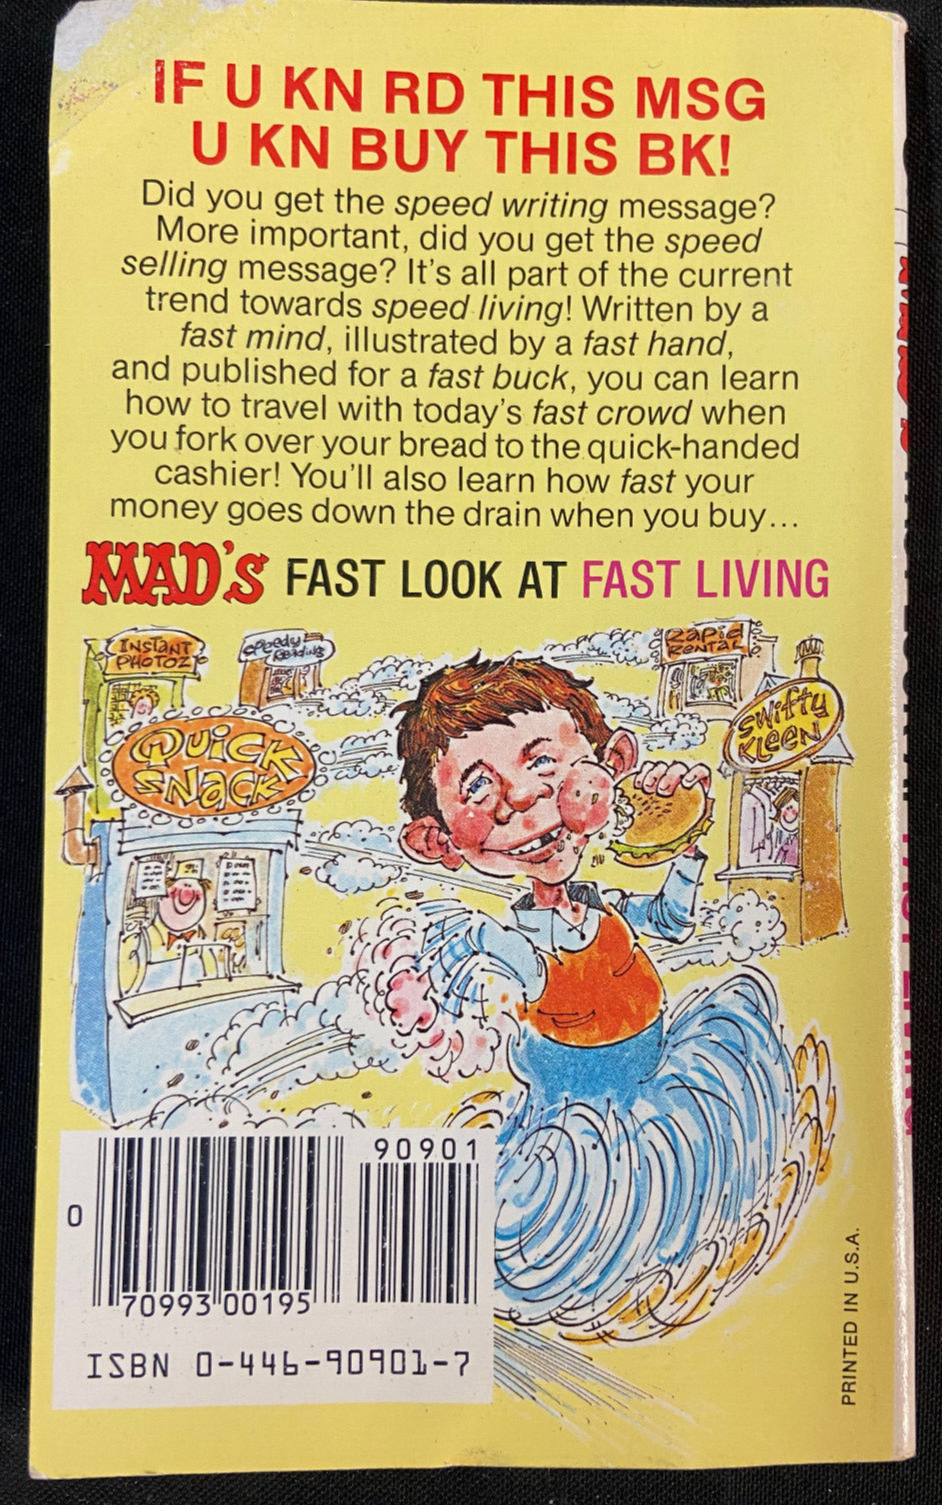 IF U KN RD THIS MSG
U KN BUY THIS BK!
Did you get the speed writing message?
More important, did you get the speed
selling message? It's all part of the current
trend towards speed living! Written by a
fast mind, illustrated by a fast hand,
and published for a fast buck, you can learn
how to travel with today's fast crowd when
you fork over your bread to the quick-handed
cashier! You'll also learn how fast your
money goes down the drain when you buy...
MAD'S FAST LOOK AT FAST LIVING
INSTANT
PHOTOZ
SPEEDY
READING
RAPID
RENTAL
SWIFTY
KLEEN
QUICK
SNACK
90901
0
70993 00195
ISBN 0-446-90901-7
PRINTED IN U.S.A.